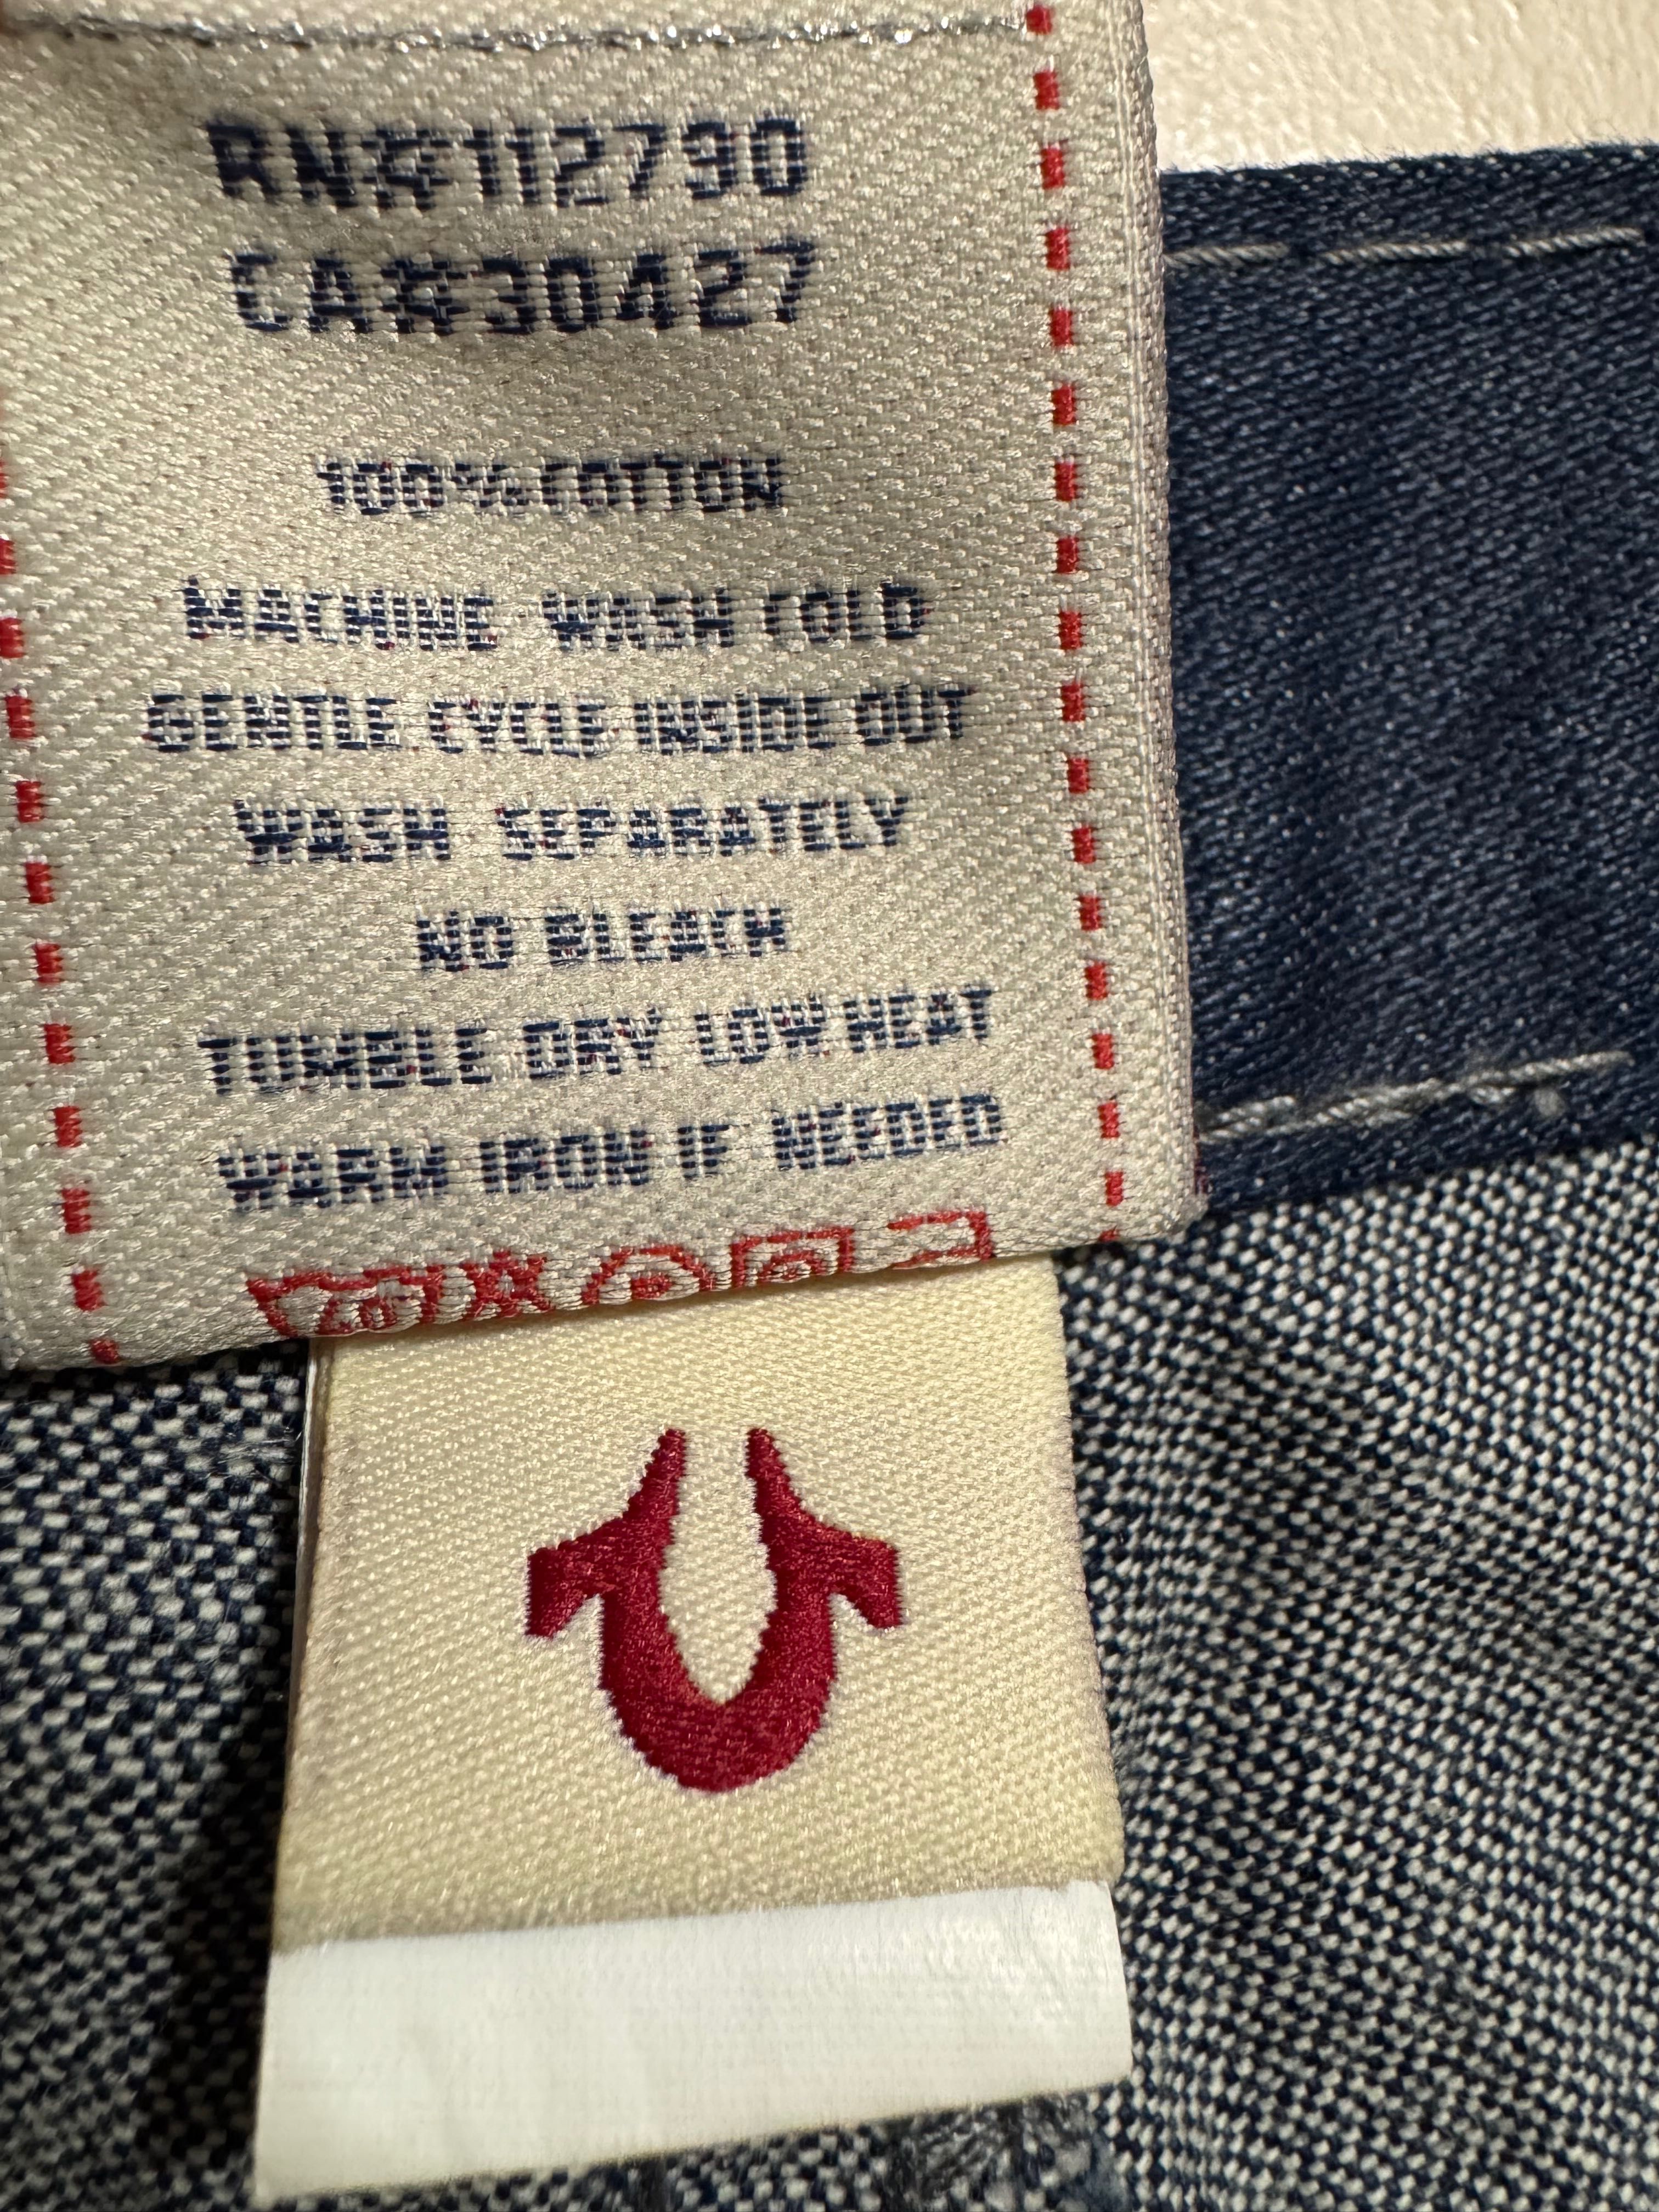 RN#112790
CA#30427
100% COTTON
MACHINE WASH COLD
GENTLE CYCLE INSIDE OUT
WASH SEPARATELY
NO BLEACH
TUMBLE DRY LOW HEAT
WARM IRON IF NEEDED